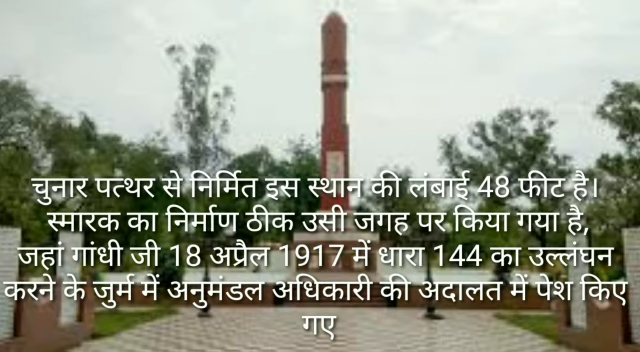 चुनार पत्थर से निर्मित इस स्थान की लंबाई 48 फीट है।
स्मारक का निर्माण ठीक उसी जगह पर किया गया है,
जहां गांधी जी 18 अप्रैल 1917 में धारा 144 का उल्लंघन
करने के जुर्म में अनुमंडल अधिकारी की अदालत में पेश किए
गए